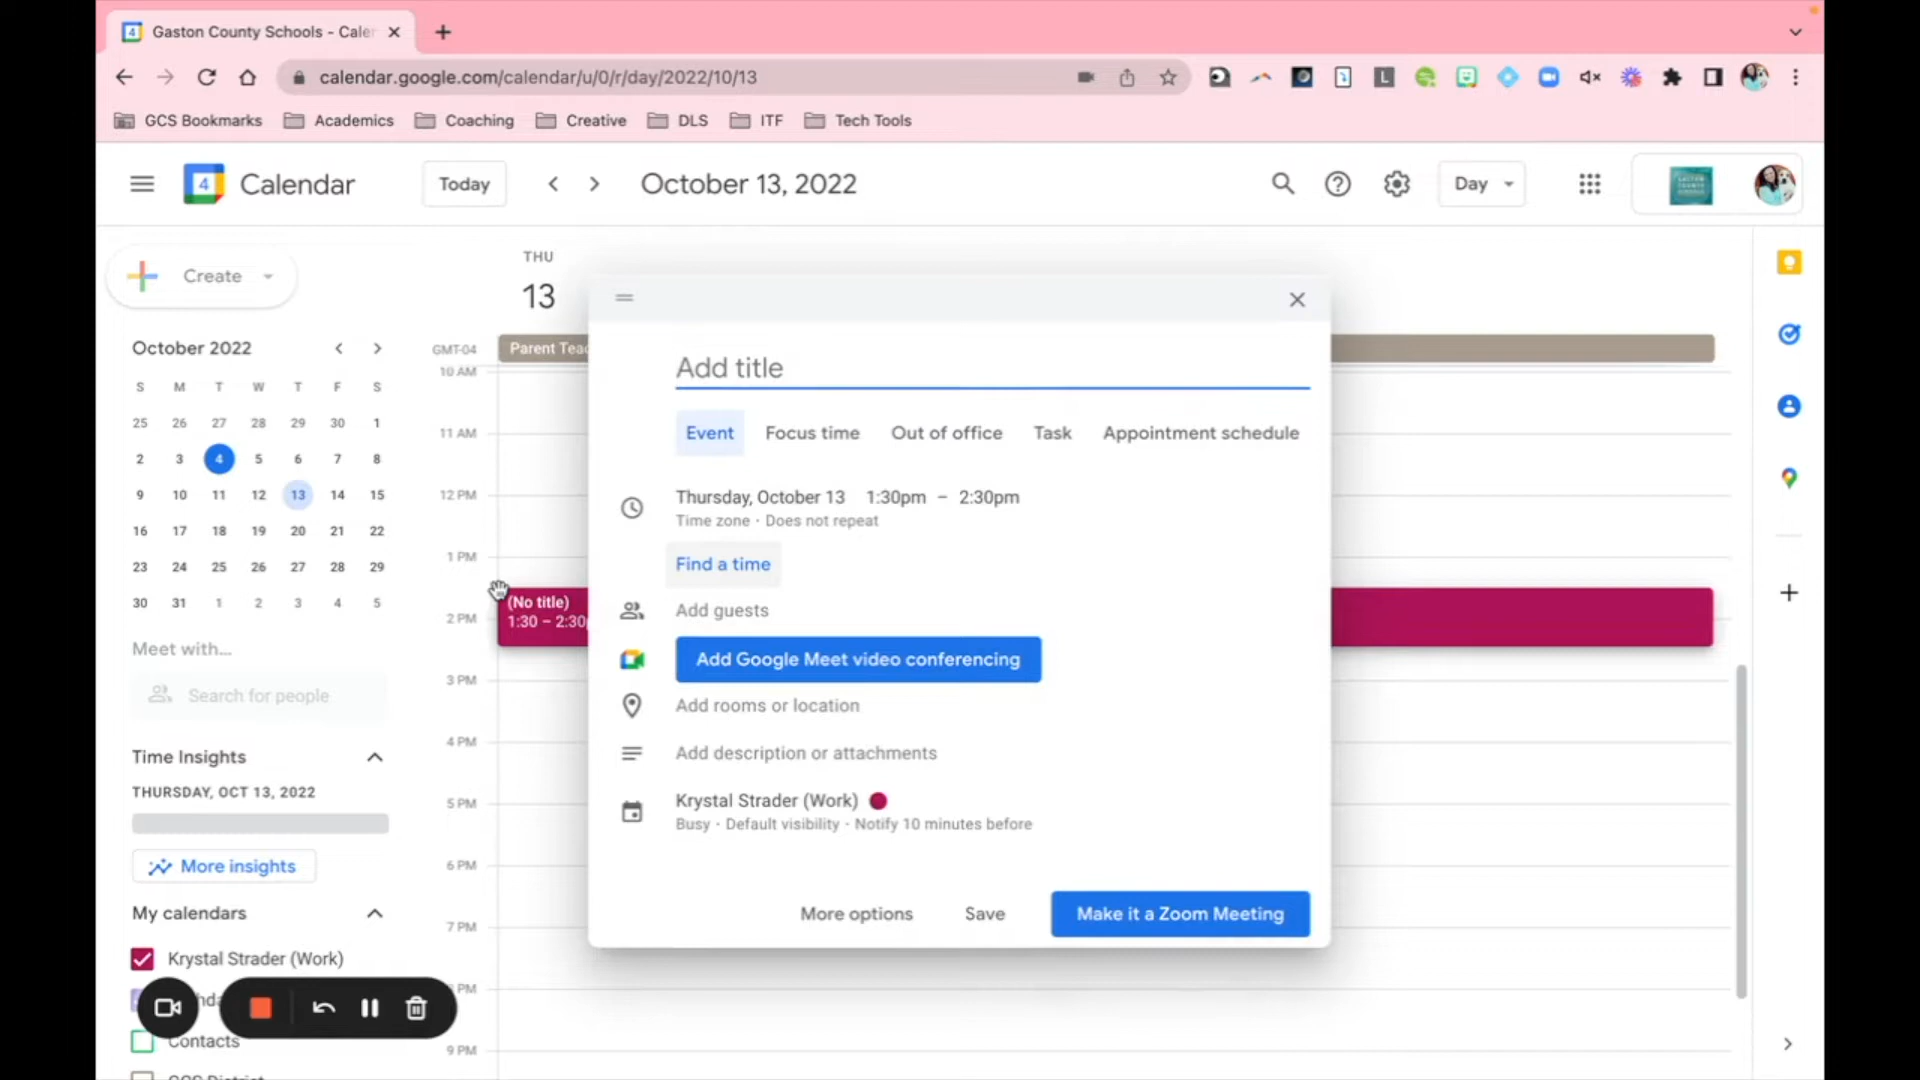 Gaston County Schools - Caler
calendar.google.com/calendar/u/0/r/day/2022/10/13
GCS Bookmarks Academics Coaching Creative DLS ITF Tech Tools
4 Calendar Today October 13, 2022 Day
GASTON COUNTY SCHOOLS
Create
THU
13
October 2022
GMT-04
Parent Teac
S M T W T F S
25 26 27 28 29 30 1
2 3 4 5 6 7 8
9 10 11 12 13 14 15
16 17 18 19 20 21 22
23 24 25 26 27 28 29
30 31 1 2 3 4 5
Meet with...
Search for people
Time Insights
THURSDAY, OCT 13, 2022
More insights
My calendars
Krystal Strader (Work)
Contacts
10 AM
11 AM
12 PM
1 PM
2 PM
3 PM
4 PM
5 PM
6 PM
7 PM
PM
9 PM
(No title)
1:30 – 2:30
Add title
Event Focus time Out of office Task Appointment schedule
Thursday, October 13 1:30pm – 2:30pm
Time zone · Does not repeat
Find a time
Add guests
Add Google Meet video conferencing
Add rooms or location
Add description or attachments
Krystal Strader (Work)
Busy · Default visibility · Notify 10 minutes before
More options Save Make it a Zoom Meeting